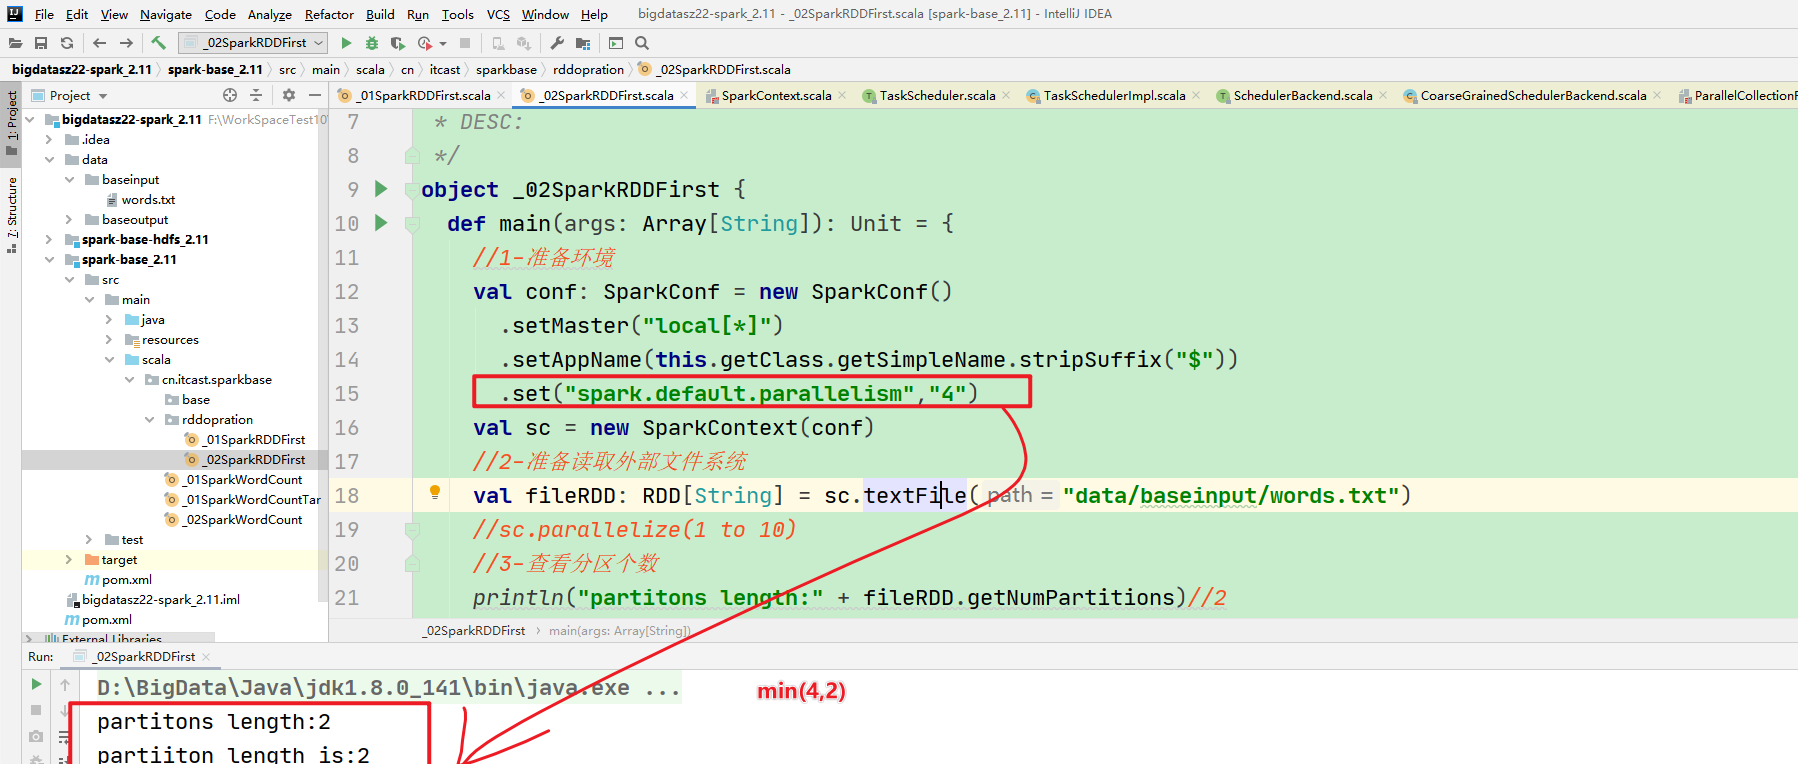 File Edit View Navigate Code Analyze Refactor Build Run Tools VCS Window Help bigdatasz22-spark_2.11 - _02SparkRDDFirst.scala [spark-base_2.11] - IntelliJ IDEA
_02SparkRDDFirst
bigdatasz22-spark_2.11 spark-base_2.11 src main scala cn itcast sparkbase rddopration _02SparkRDDFirst.scala
Project
_01SparkRDDFirst.scala _02SparkRDDFirst.scala SparkContext.scala TaskScheduler.scala TaskSchedulerImpl.scala SchedulerBackend.scala CoarseGrainedSchedulerBackend.scala ParallelCollectionR
1: Project
7: Structure
bigdatasz22-spark_2.11 F:\WorkSpaceTest10
.idea
data
baseinput
words.txt
baseoutput
spark-base-hdfs_2.11
spark-base_2.11
src
main
java
resources
scala
cn.itcast.sparkbase
base
rddopration
_01SparkRDDFirst
_02SparkRDDFirst
_01SparkWordCount
_01SparkWordCountTar
_02SparkWordCount
test
target
pom.xml
bigdatasz22-spark_2.11.iml
pom.xml
External Libraries
7 * DESC:
8 */
9 object _02SparkRDDFirst {
10 def main(args: Array[String]): Unit = {
11 //1-准备环境
12 val conf: SparkConf = new SparkConf()
13 .setMaster("local[*]")
14 .setAppName(this.getClass.getSimpleName.stripSuffix("$"))
15 .set("spark.default.parallelism","4")
16 val sc = new SparkContext(conf)
17 //2-准备读取外部文件系统
18 val fileRDD: RDD[String] = sc.textFile( path = "data/baseinput/words.txt")
19 //sc.parallelize(1 to 10)
20 //3-查看分区个数
21 println("partitons length:" + fileRDD.getNumPartitions)//2
_02SparkRDDFirst main(args: Array[String])
Run: _02SparkRDDFirst
D:\BigData\Java\jdk1.8.0_141\bin\java.exe ...
min(4,2)
partitons length:2
partiiton length is:2